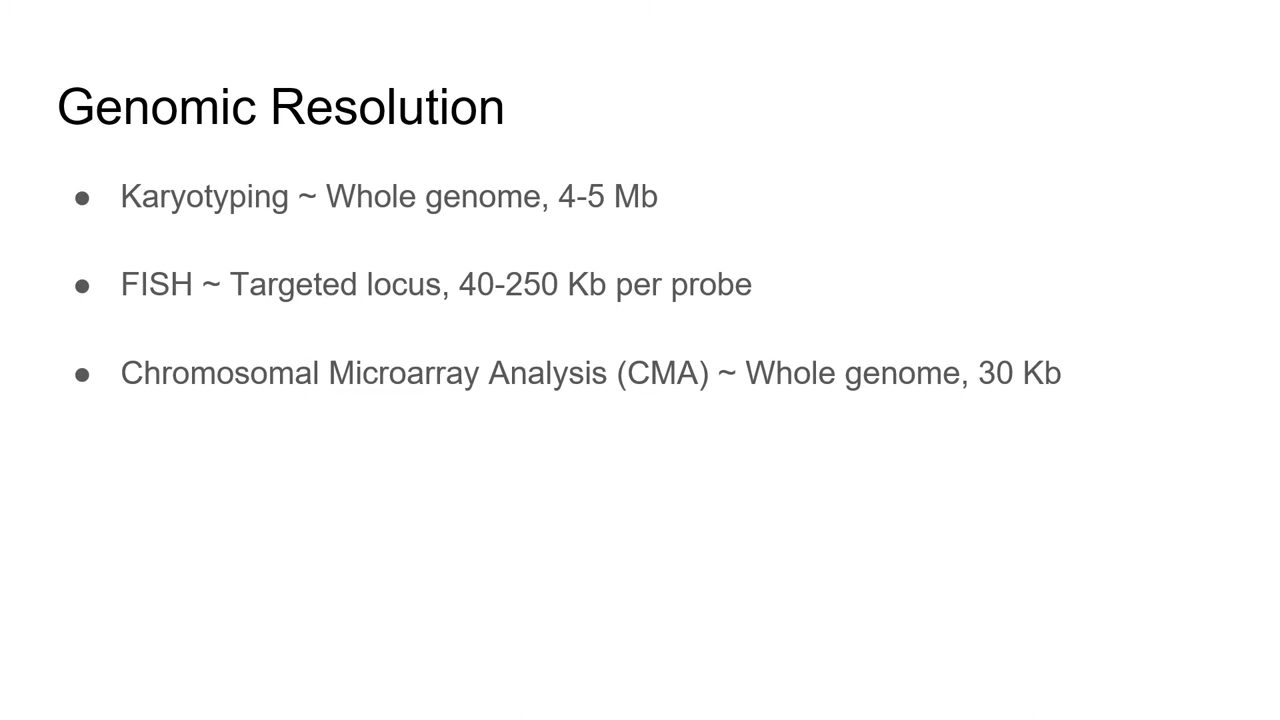 Genomic Resolution
● Karyotyping ~ Whole genome, 4-5 Mb
● FISH ~ Targeted locus, 40-250 Kb per probe
● Chromosomal Microarray Analysis (CMA) ~ Whole genome, 30 Kb